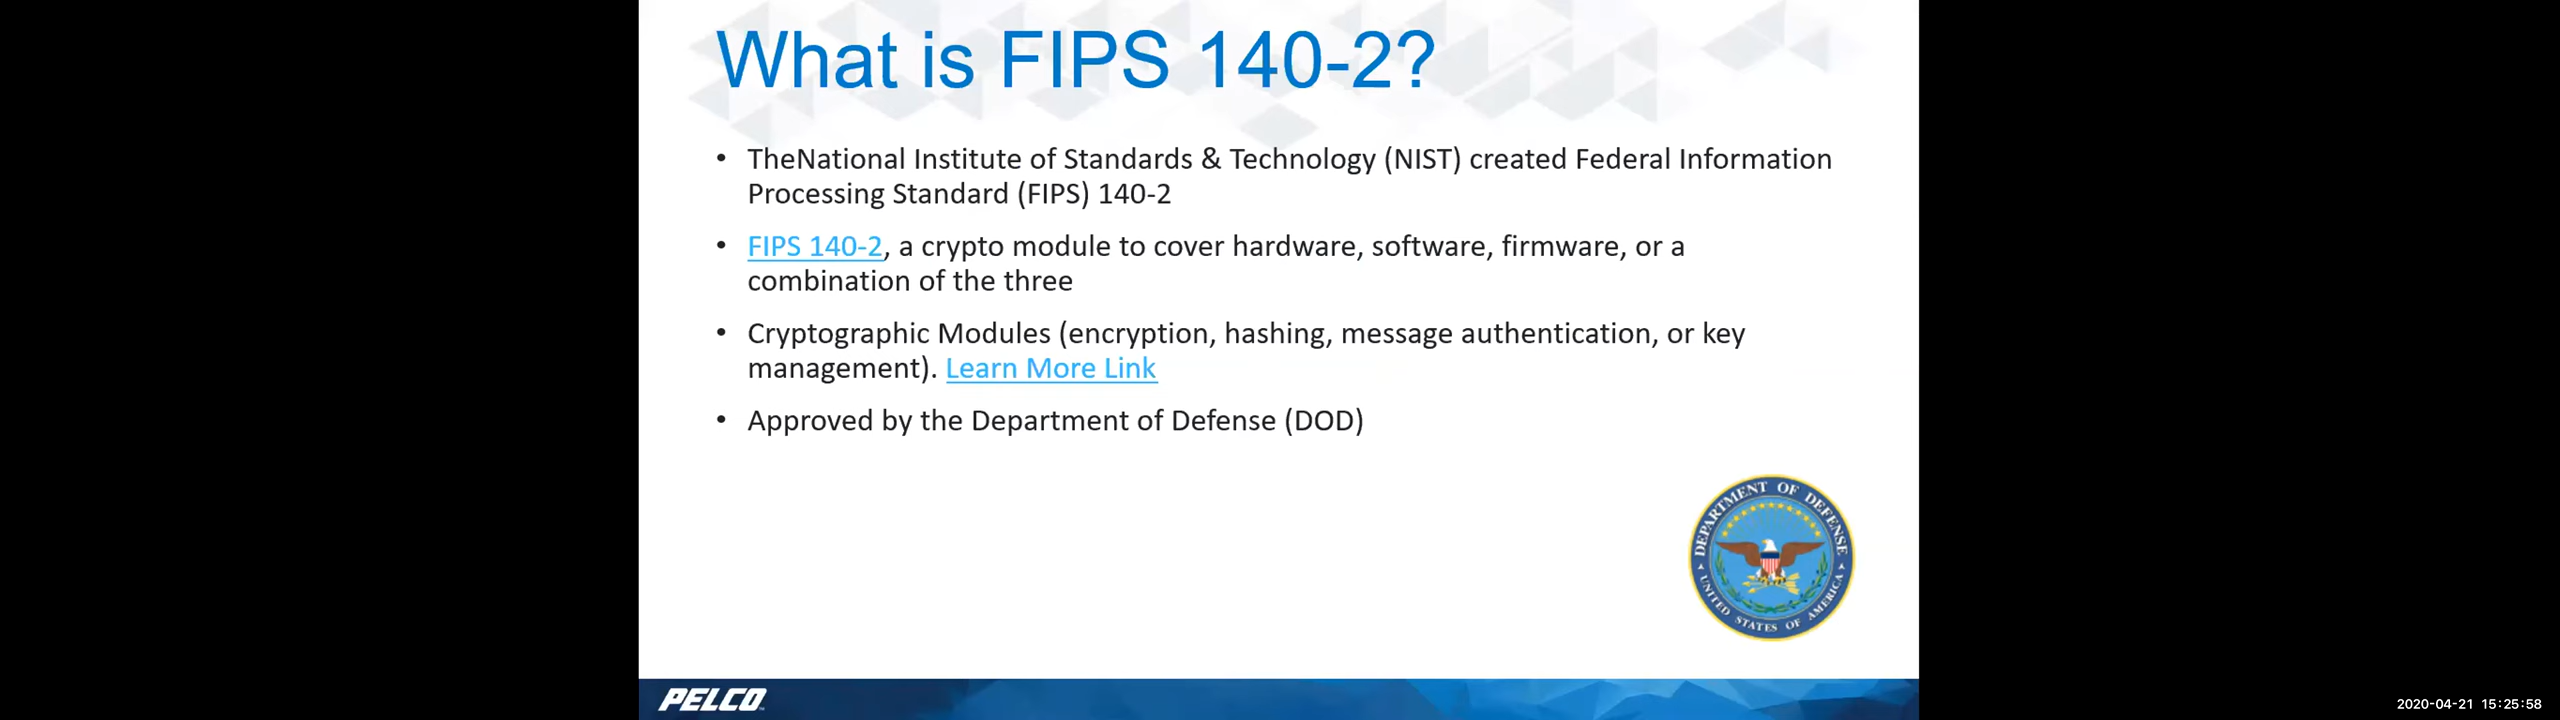 What is FIPS 140-2?
• TheNational Institute of Standards & Technology (NIST) created Federal Information
Processing Standard (FIPS) 140-2
• FIPS 140-2, a crypto module to cover hardware, software, firmware, or a
combination of the three
• Cryptographic Modules (encryption, hashing, message authentication, or key
management). Learn More Link
• Approved by the Department of Defense (DOD)
DEPARTMENT OF DEFENSE
UNITED STATES OF AMERICA
PELCO
2020-04-21 15:25:58